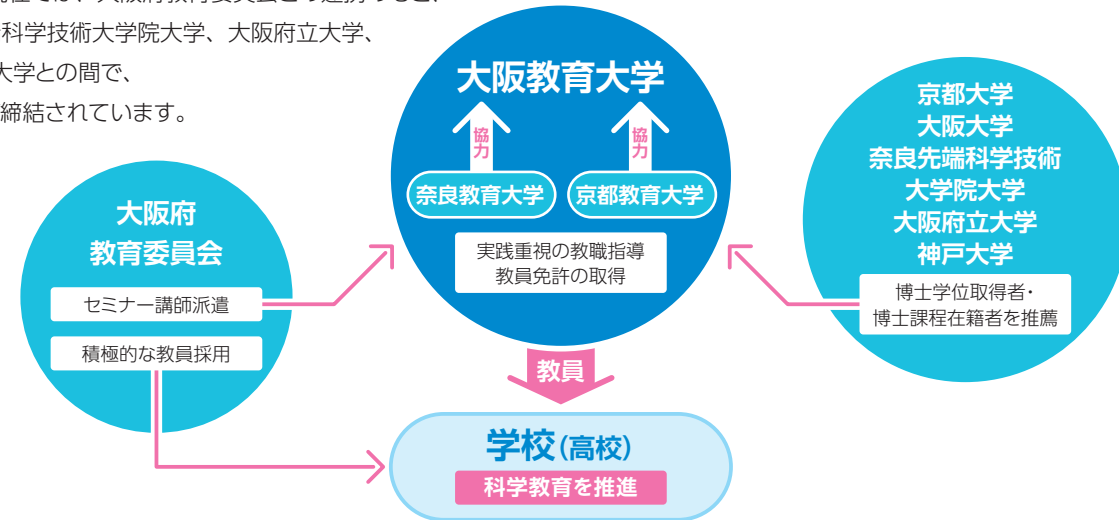 科学技術大学院大学、大阪府立大学、
大学との間で、
締結されています。
大阪教育大学
協力
協力
奈良教育大学
京都教育大学
実践重視の教職指導
教員免許の取得
大阪府
教育委員会
セミナー講師派遣
積極的な教員採用
京都大学
大阪大学
奈良先端科学技術
大学院大学
大阪府立大学
神戸大学
博士学位取得者・
博士課程在籍者を推薦
教員
学校(高校)
科学教育を推進